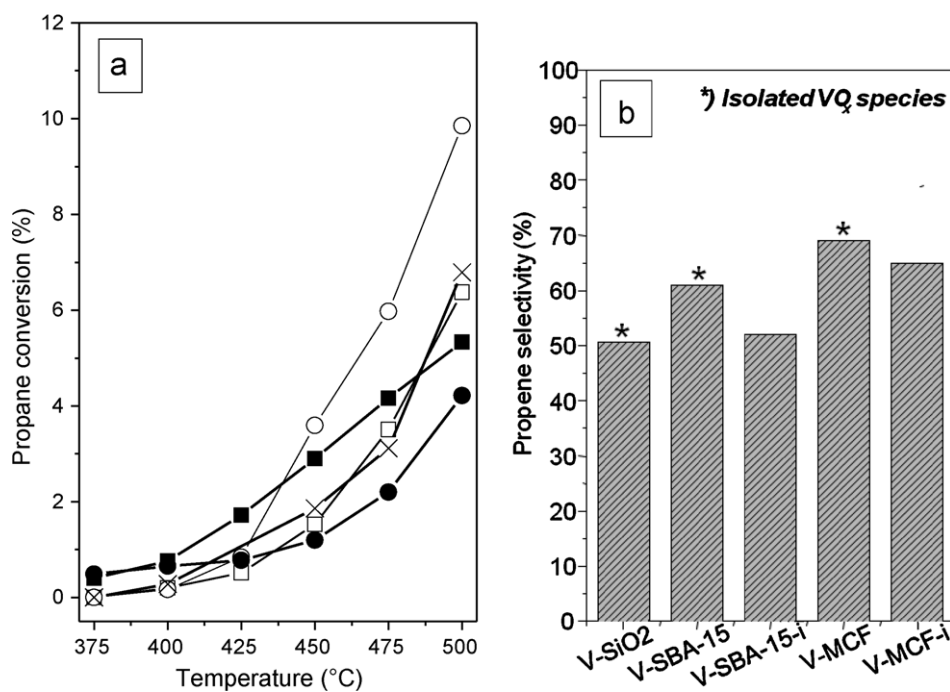 a
Propane conversion (%)
12
10
8
6
4
2
0
375 400 425 450 475 500
Temperature (°C)
b
*) Isolated VOx species
Propene selectivity (%)
100
90
80
70
60
50
40
30
20
10
0
*
*
*
V-SiO2
V-SBA-15
V-SBA-15-i
V-MCF
V-MCF-i